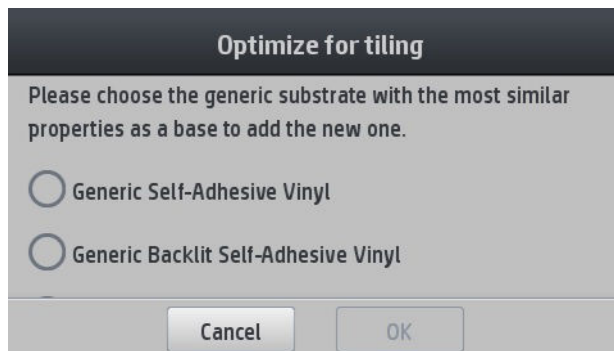 Optimize for tiling
Please choose the generic substrate with the most similar
properties as a base to add the new one.
Generic Self-Adhesive Vinyl
Generic Backlit Self-Adhesive Vinyl
Cancel
OK